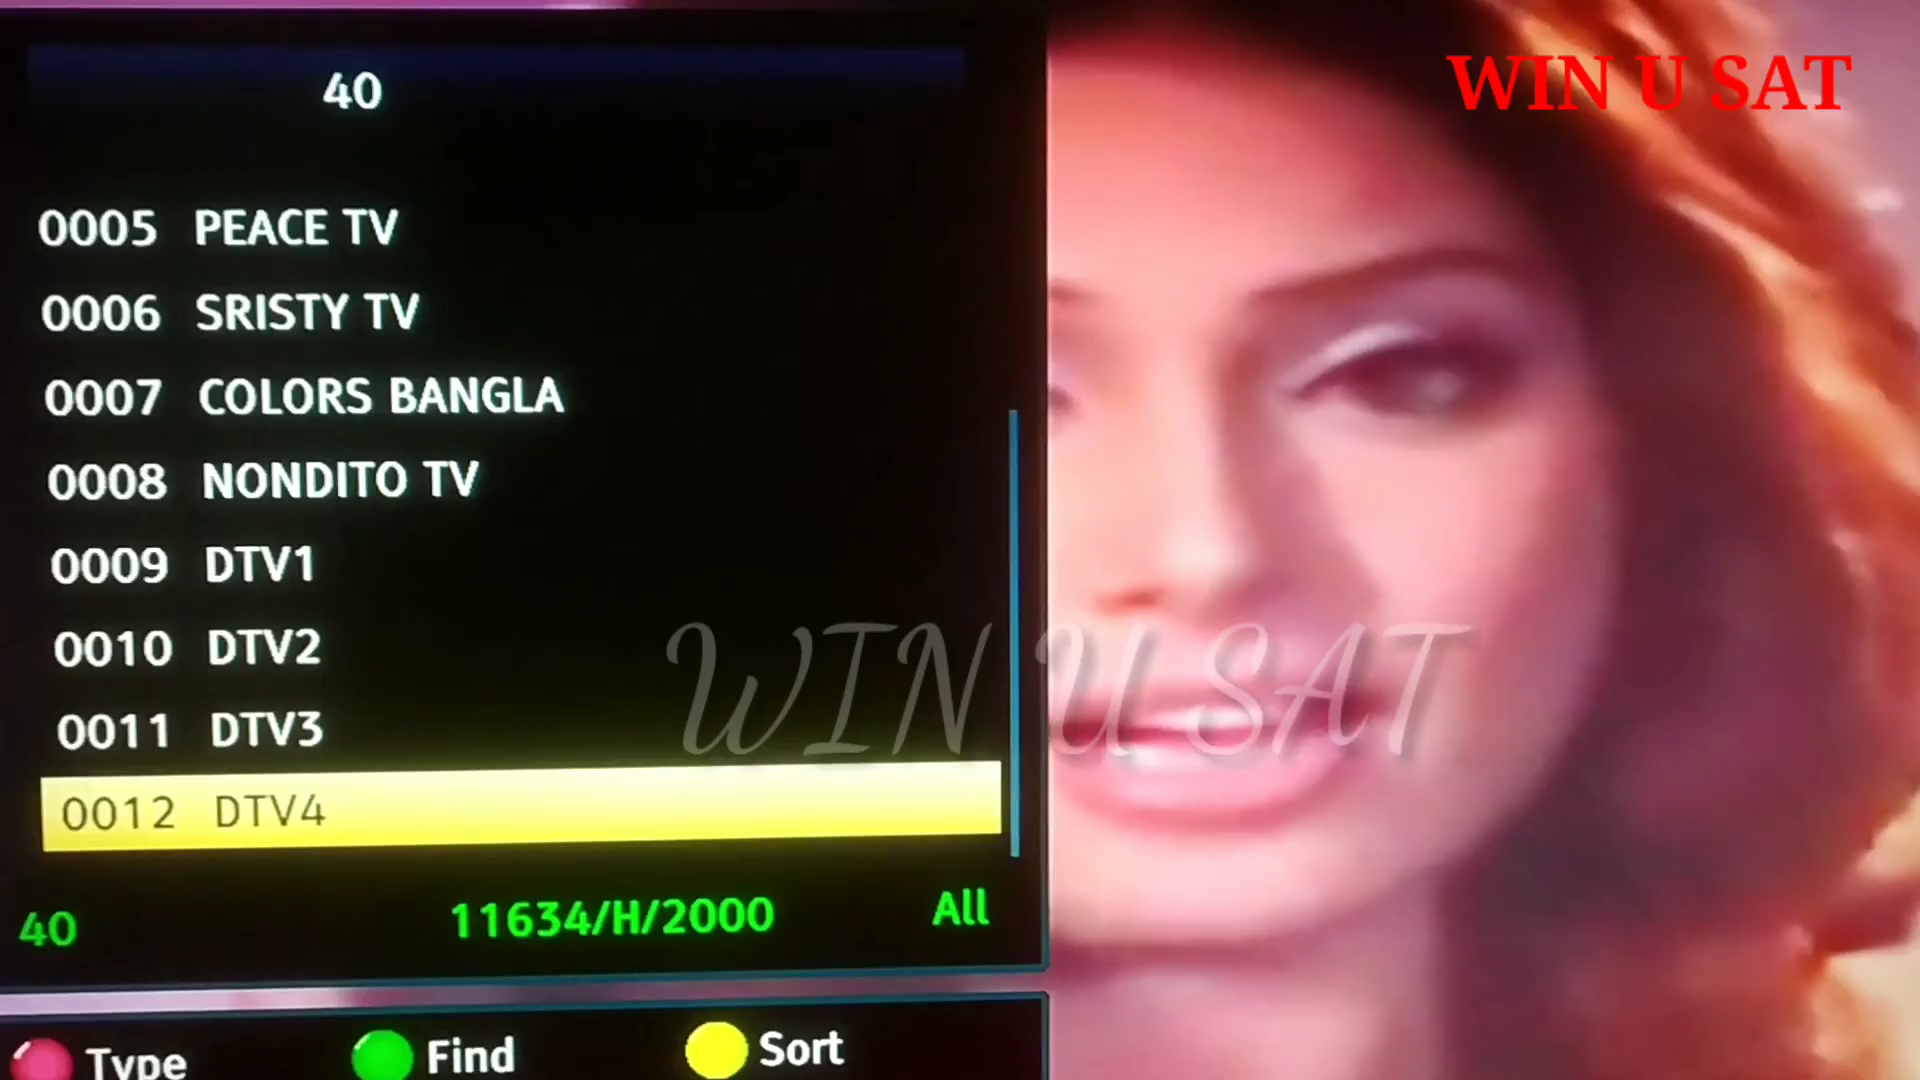 40
WIN U SAT
0005 PEACE TV
0006 SRISTY TV
0007 COLORS BANGLA
0008 NONDITO TV
0009 DTV1
0010 DTV2
0011 DTV3
WIN U SAT
0012 DTV4
40 11634/H/2000 All
Type Find Sort